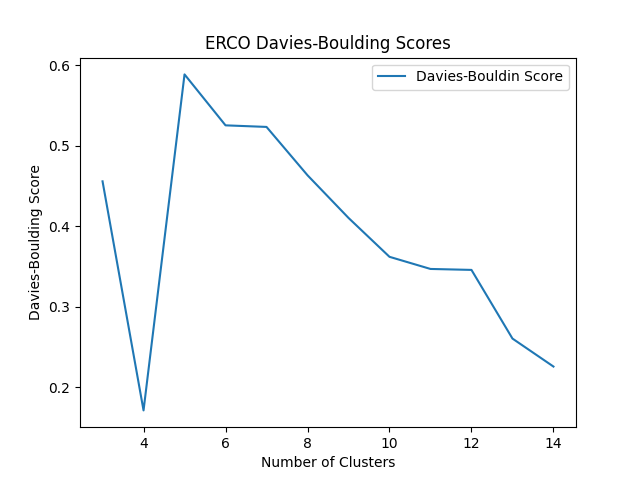 ERCO Davies-Boulding Scores
Davies-Bouldin Score
0.6
0.5
0.4
0.3
0.2
Davies-Boulding Score
4
6
8
10
12
14
Number of Clusters